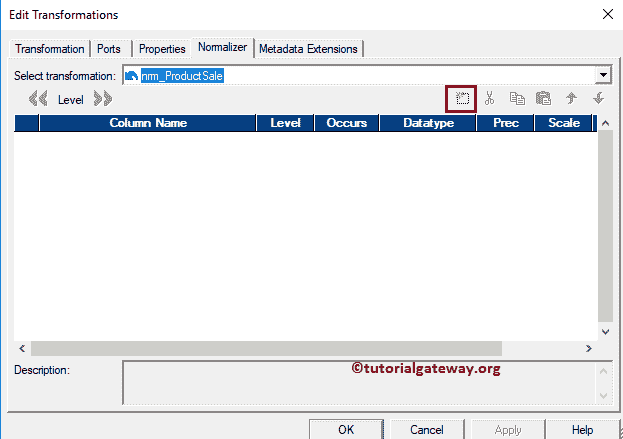 Edit Transformations
Transformation Ports Properties Normalizer Metadata Extensions
Select transformation: nrm_ProductSale
Level
Column Name Level Occurs Datatype Prec Scale
Description:
©tutorialgateway.org
OK Cancel Apply Help